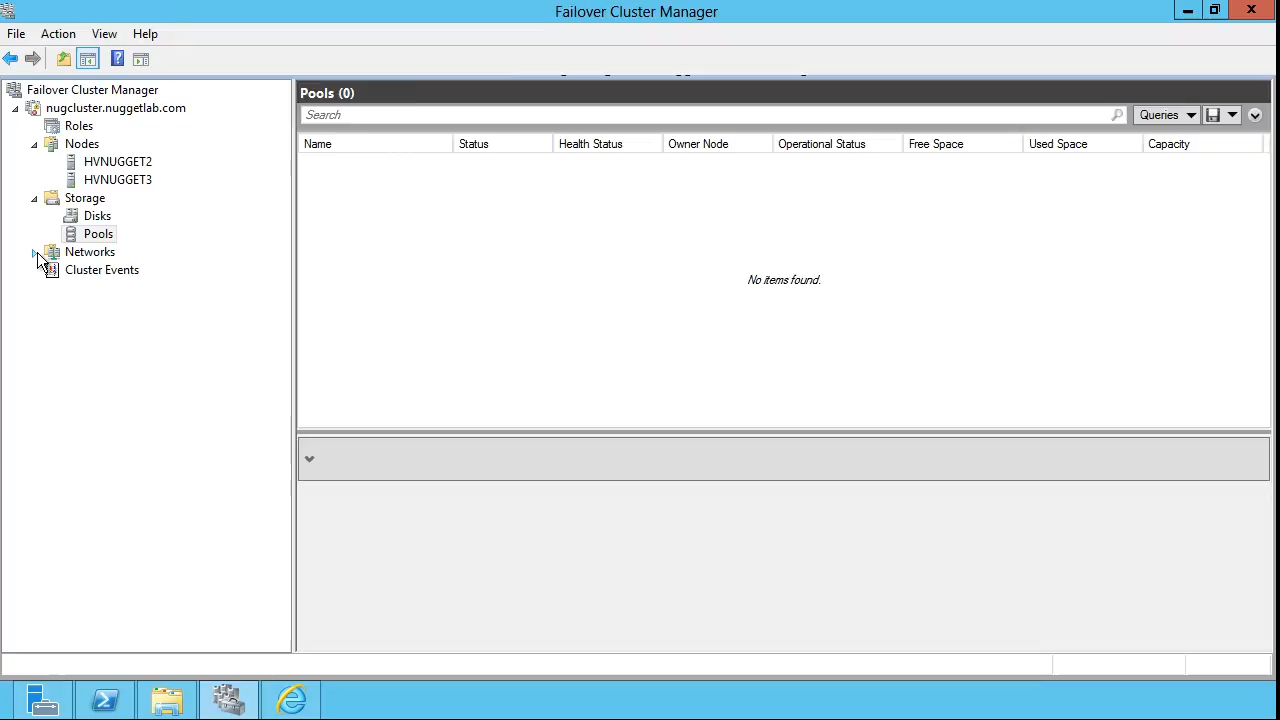 Failover Cluster Manager
File Action View Help
Failover Cluster Manager
nugcluster.nuggetlab.com
Roles
Nodes
HVNUGGET2
HVNUGGET3
Storage
Disks
Pools
Networks
Cluster Events
Pools (0)
Search
Queries
Name Status Health Status Owner Node Operational Status Free Space Used Space Capacity
No items found.